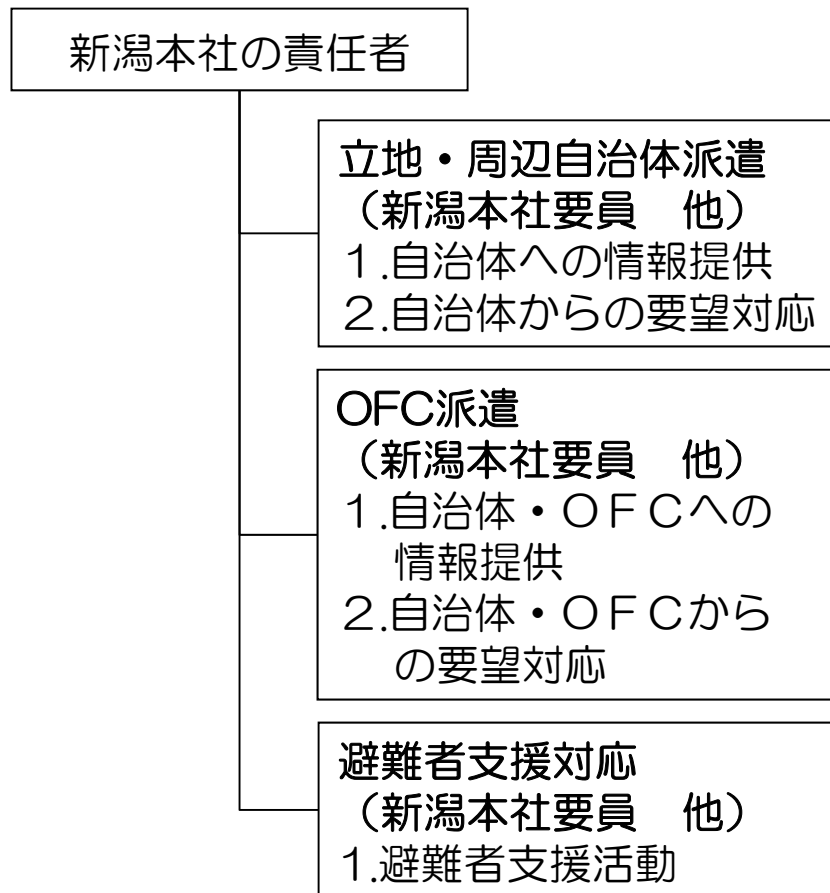 新潟本社の責任者
立地・周辺自治体派遣
（新潟本社要員　他）
１.自治体への情報提供
２.自治体からの要望対応
OFC派遣
（新潟本社要員　他）
１.自治体・ＯＦＣへの
情報提供
２.自治体・ＯＦＣから
の要望対応
避難者支援対応
（新潟本社要員　他）
１.避難者支援活動